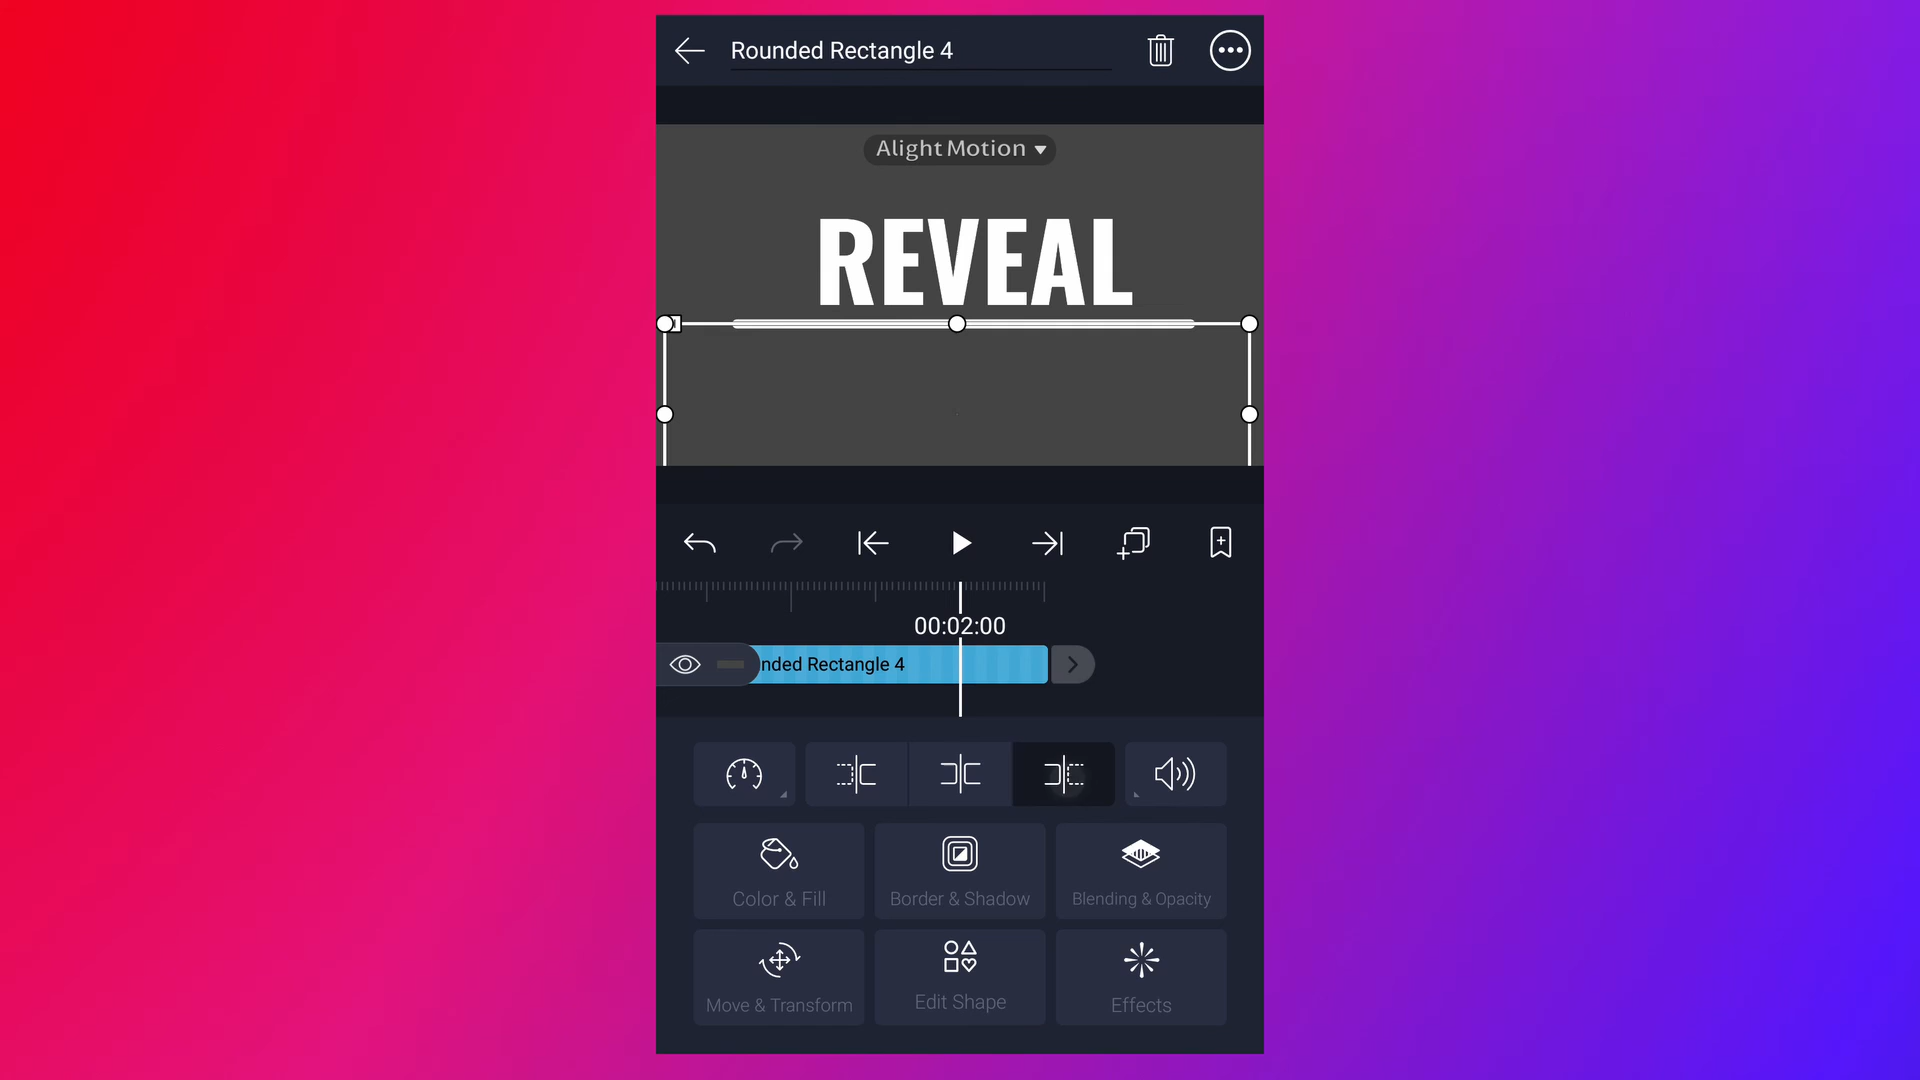 Rounded Rectangle 4
Alight Motion
REVEAL
00:02:00
nded Rectangle 4
Color & Fill
Border & Shadow
Blending & Opacity
Move & Transform
Edit Shape
Effects